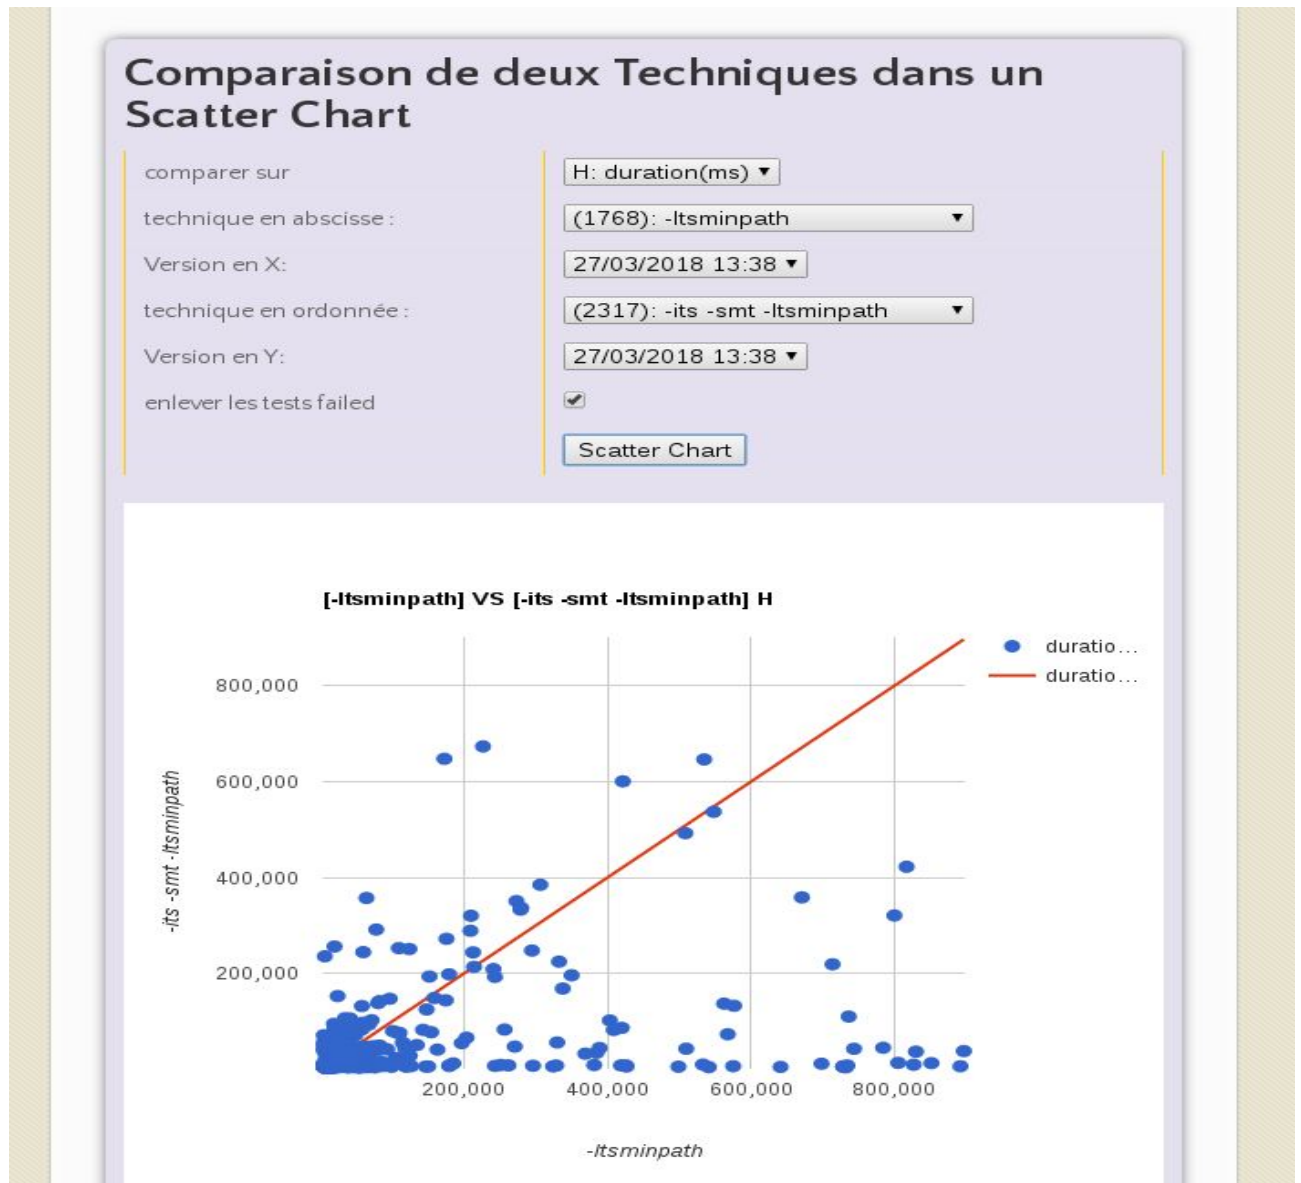 Comparaison de deux Techniques dans un
Scatter Chart
comparer sur
H: duration(ms)
technique en abscisse :
(1768): -ltsminpath
Version en X:
27/03/2018 13:38
technique en ordonnée :
(2317): -its -smt -ltsminpath
Version en Y:
27/03/2018 13:38
enlever les tests failed
Scatter Chart
[-ltsminpath] VS [-its -smt -ltsminpath] H
duratio...
duratio...
800,000
600,000
400,000
200,000
-its -smt -ltsminpath
200,000
400,000
600,000
800,000
-ltsminpath